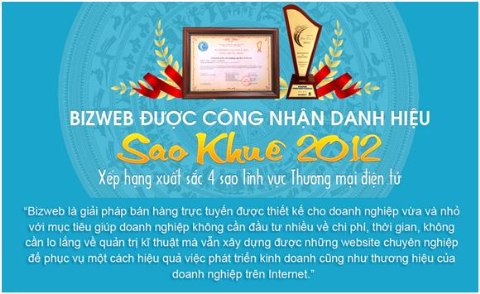 BIZWEB ĐƯỢC CÔNG NHẬN DANH HIỆU
Sao Khuê 2012
Xếp hạng xuất sắc 4 sao lĩnh vực Thương mại điện tử
“Bizweb là giải pháp bán hàng trực tuyến được thiết kế cho doanh nghiệp vừa và nhỏ
với mục tiêu giúp doanh nghiệp không cần đầu tư nhiều về chi phí, thời gian, không
cần lo lắng về quản trị kĩ thuật mà vẫn xây dựng được những website chuyên nghiệp
để phục vụ một cách hiệu quả việc phát triển kinh doanh cũng như thương hiệu của
doanh nghiệp trên Internet.”